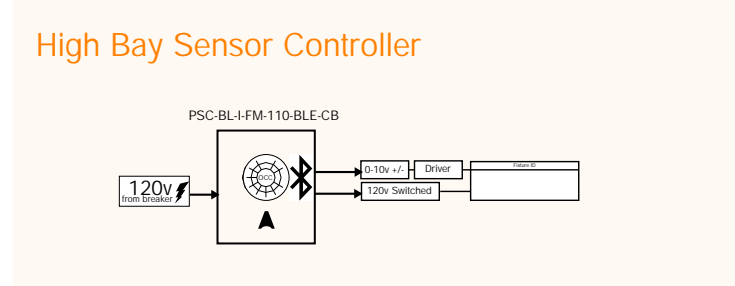 High Bay Sensor Controller
PSC-BL-I-FM-110-BLE-CB
120v
from breaker
OCC
0-10v +/-
Driver
Fixture ID
120v Switched